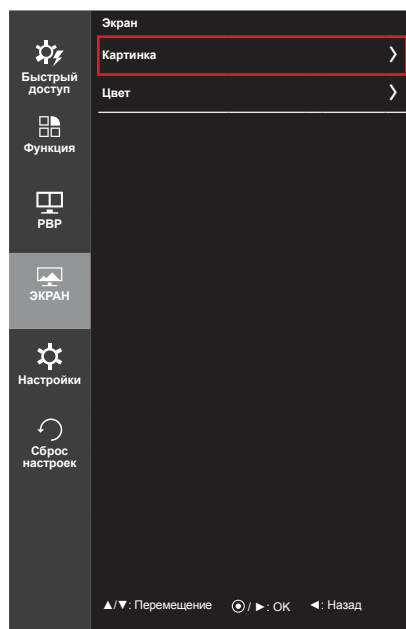 Экран
Картинка
Цвет
Быстрый
доступ
Функция
PBP
ЭКРАН
Настройки
Сброс
настроек
▲/▼: Перемещение ⦿ / ►: OK ◄: Назад